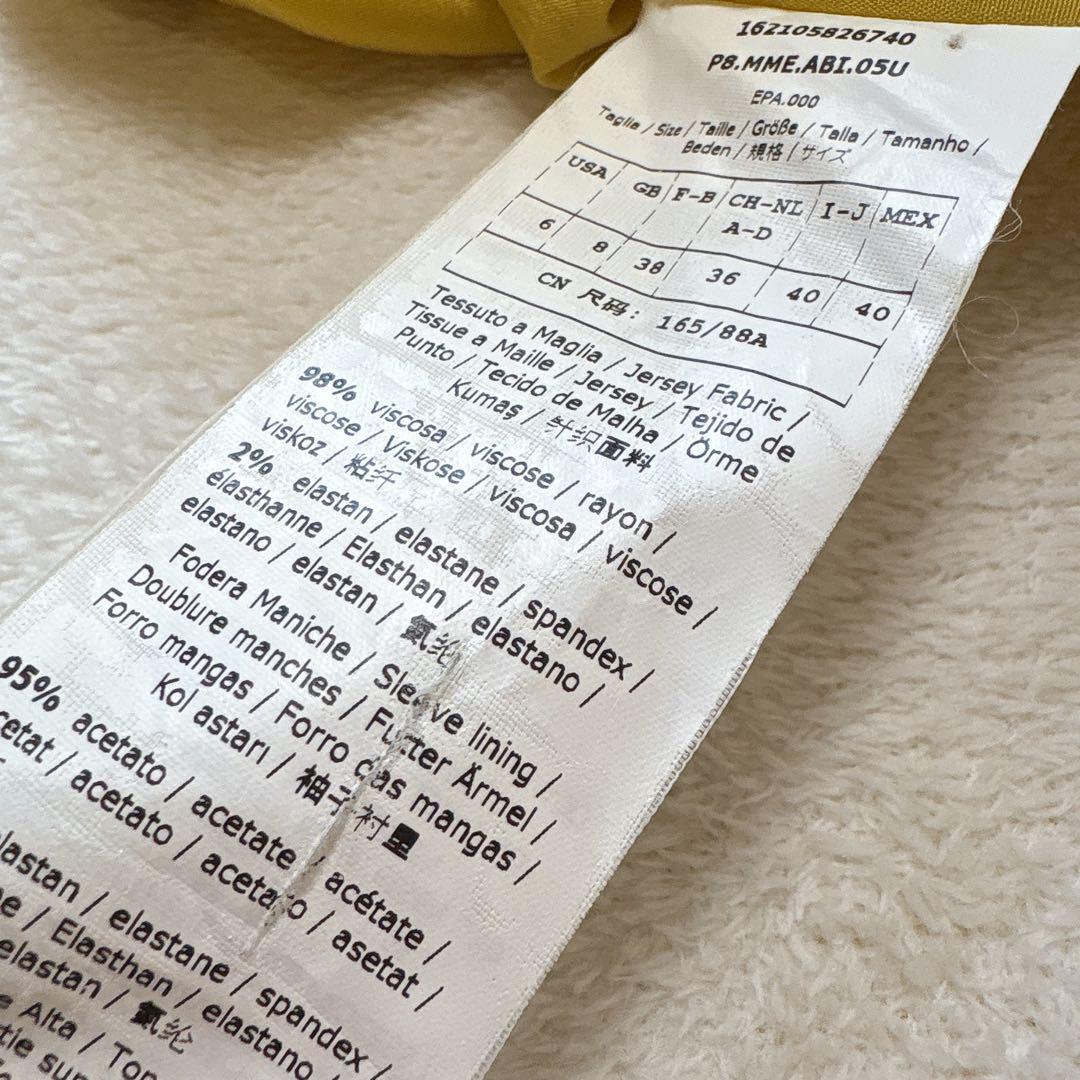 162105826740
P8.MME.ABI.05U
EPA.000
Taglia / Size / Taille / Größe / Talla / Tamanho /
Beden / 規格 / サイズ
USA GB F-B CH-NL I-J MEX
A-D
6 8 38 36 40 40
CN 尺码: 165/88A
Tessuto a Maglia / Jersey Fabric /
Tissue a Maille / Jersey / Tejido de
Punto / Tecido de Malha / Örme
Kumaş / 针织面料
98% viscosa / viscose / rayon /
viscose / Viskose / viscosa / viscose /
viskoz / 粘纤
2% elastan / elastane / spandex /
élasthanne / Elasthan / elastano /
elastano / elastan / 氨纶
Fodera Maniche / Sleeve lining /
Doublure manches / Futter Ärmel /
Forro mangas / Forro das mangas /
Kol astarı / 袖子衬里
95% acetato / acetate / acétate /
acetato / acetato / asetat /
elastane / spandex /
Elasthan / elastano
elastan / 氨纶
Alta /